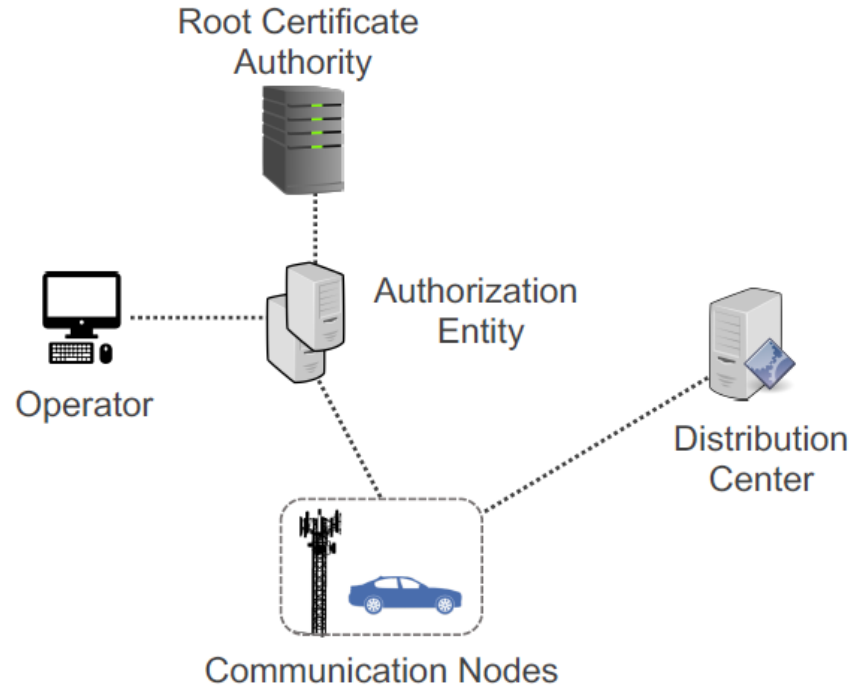 Root Certificate
Authority
Authorization
Entity
Operator
Distribution
Center
Communication Nodes